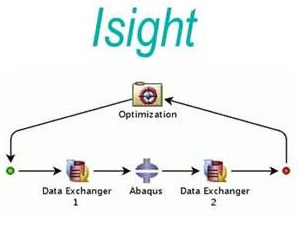 Isight
Optimization
Data Exchanger
1
Abaqus
Data Exchanger
2